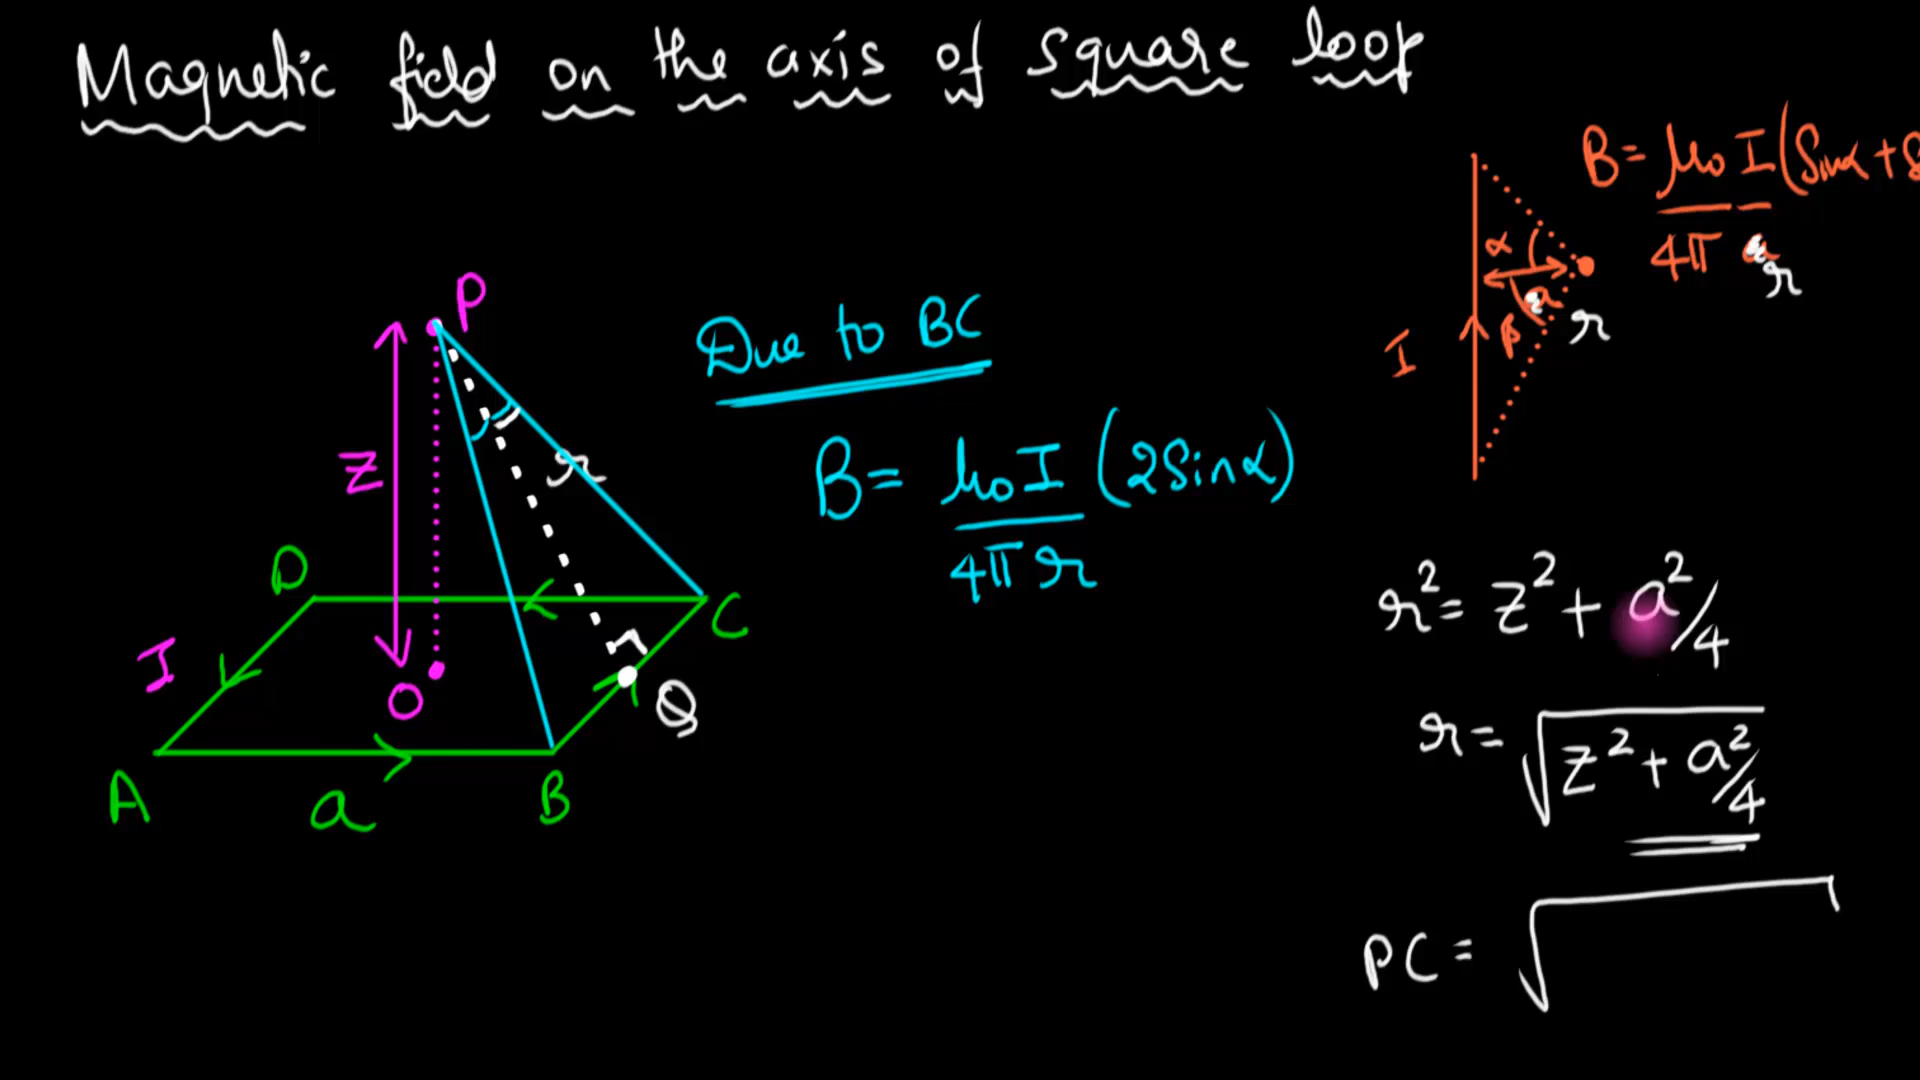 Magnetic field on the axis of square loop
B = μ₀ I (Sinα +
4π r
α
β
r
I
P
Z
r
D
C
I
O
Q
A
a
B
Due to BC
B = μ₀I (2Sinα)
4π r
r² = z² + a²/4
r = √z² + a²/4
PC = √